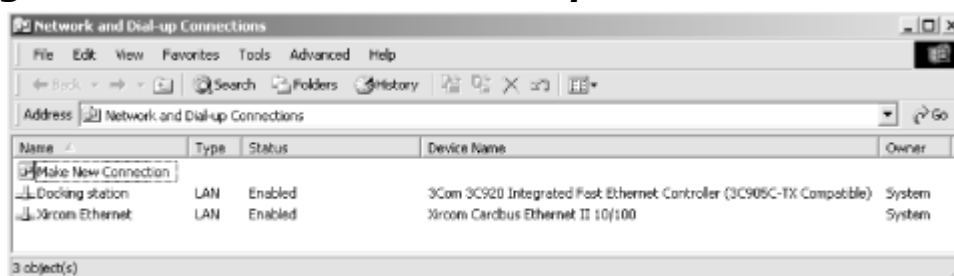 Network and Dial-up Connections
File Edit View Favorites Tools Advanced Help
Back Search Folders History
Address Network and Dial-up Connections Go
Name Type Status Device Name Owner
Make New Connection
Docking station LAN Enabled 3Com 3C920 Integrated Fast Ethernet Controller (3C905C-TX Compatible) System
Xircom Ethernet LAN Enabled Xircom Cardbus Ethernet II 10/100 System
3 object(s)